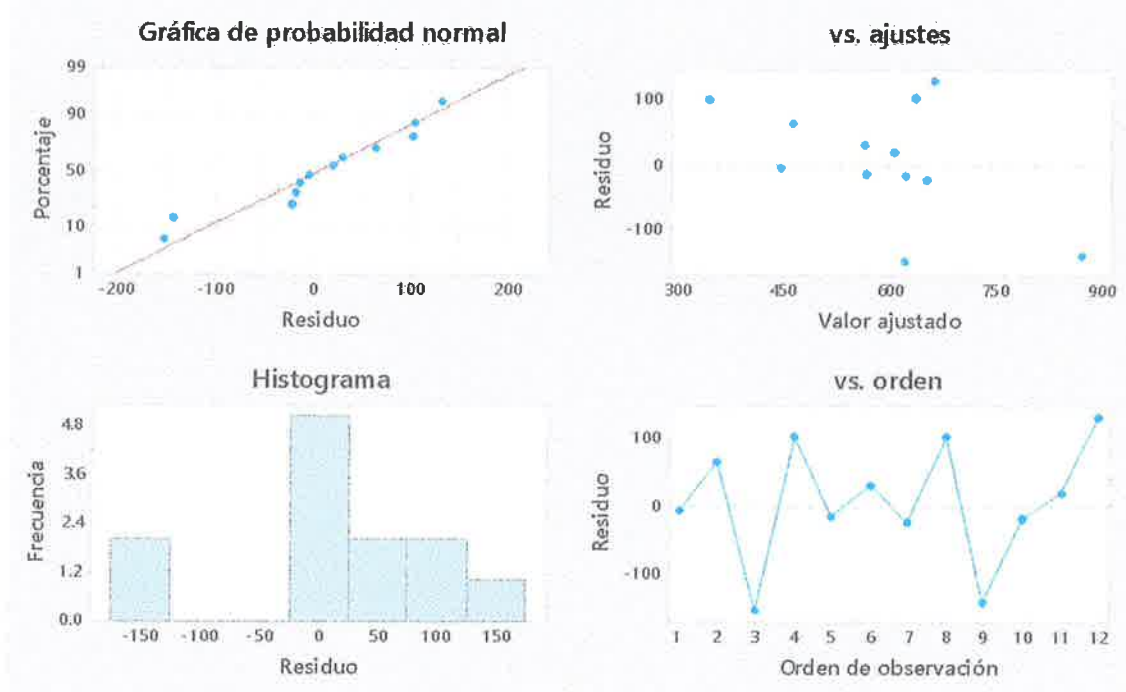 Gráfica de probabilidad normal
99
90
50
10
1
Porcentaje
-200 -100 0 100 200
Residuo
vs. ajustes
100
0
-100
Residuo
300 450 600 750 900
Valor ajustado
Histograma
4.8
3.6
2.4
1.2
0.0
Frecuencia
-150 -100 -50 0 50 100 150
Residuo
vs. orden
100
0
-100
Residuo
1 2 3 4 5 6 7 8 9 10 11 12
Orden de observación